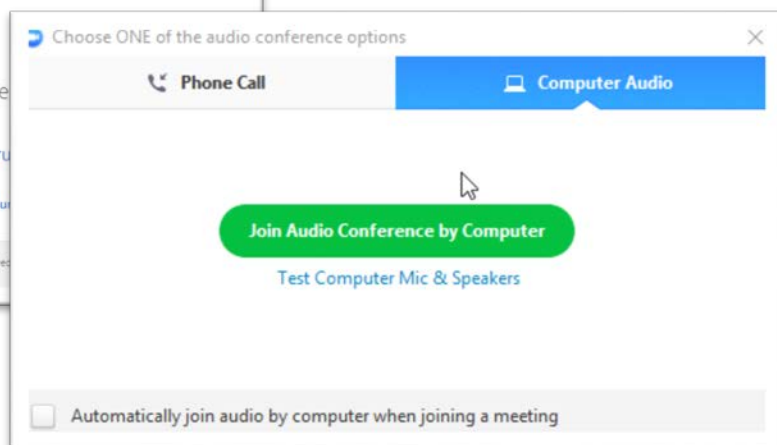 Choose ONE of the audio conference options
Phone Call
Computer Audio
Join Audio Conference by Computer
Test Computer Mic & Speakers
Automatically join audio by computer when joining a meeting